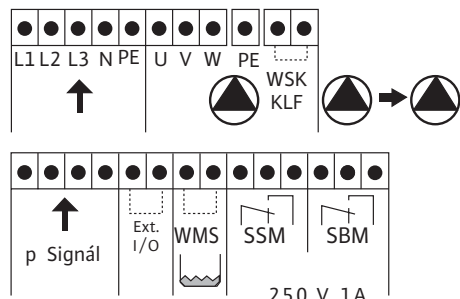 L1 L2 L3 N PE U V W PE
WSK
KLF
p Signál
Ext.
I/O
WMS
SSM
SBM
250 V 1A